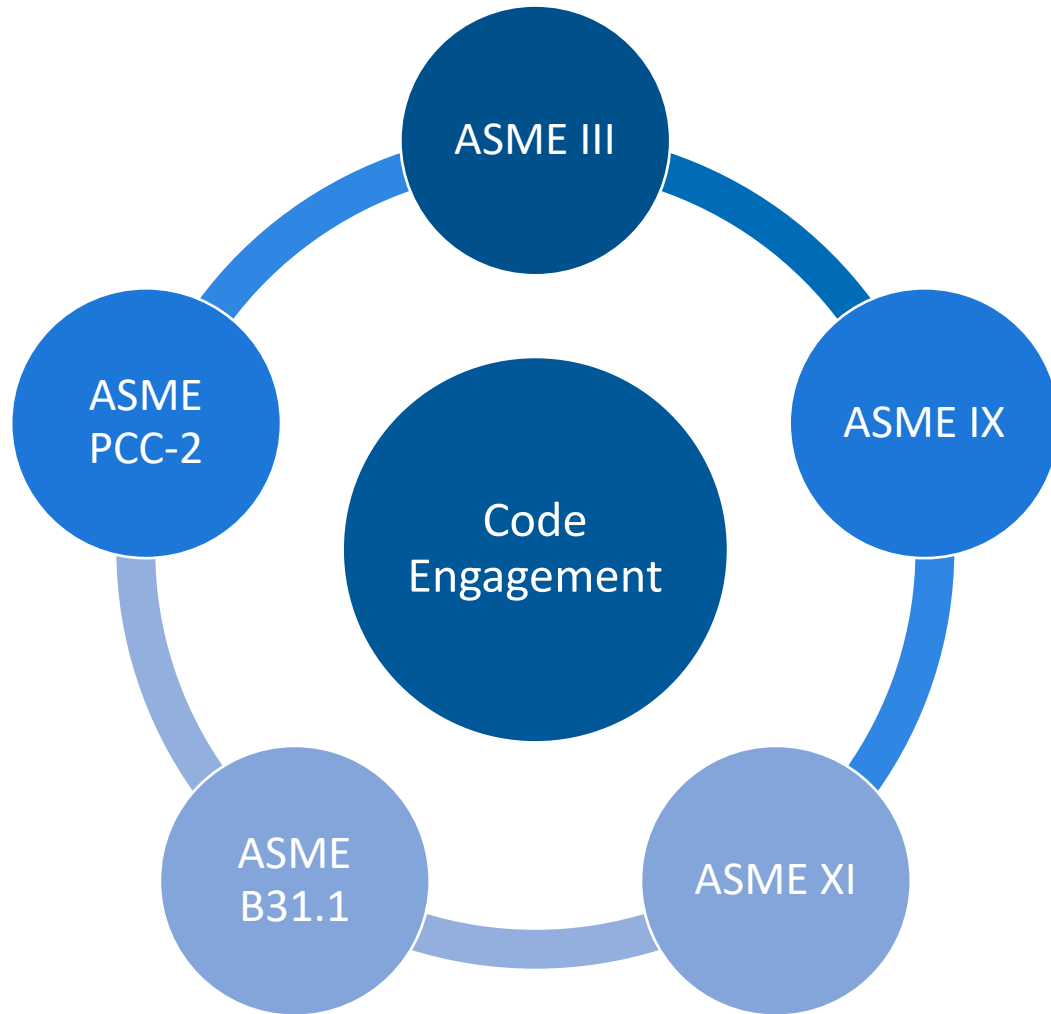 ASME III
ASME IX
ASME XI
ASME
B31.1
ASME
PCC-2
Code
Engagement